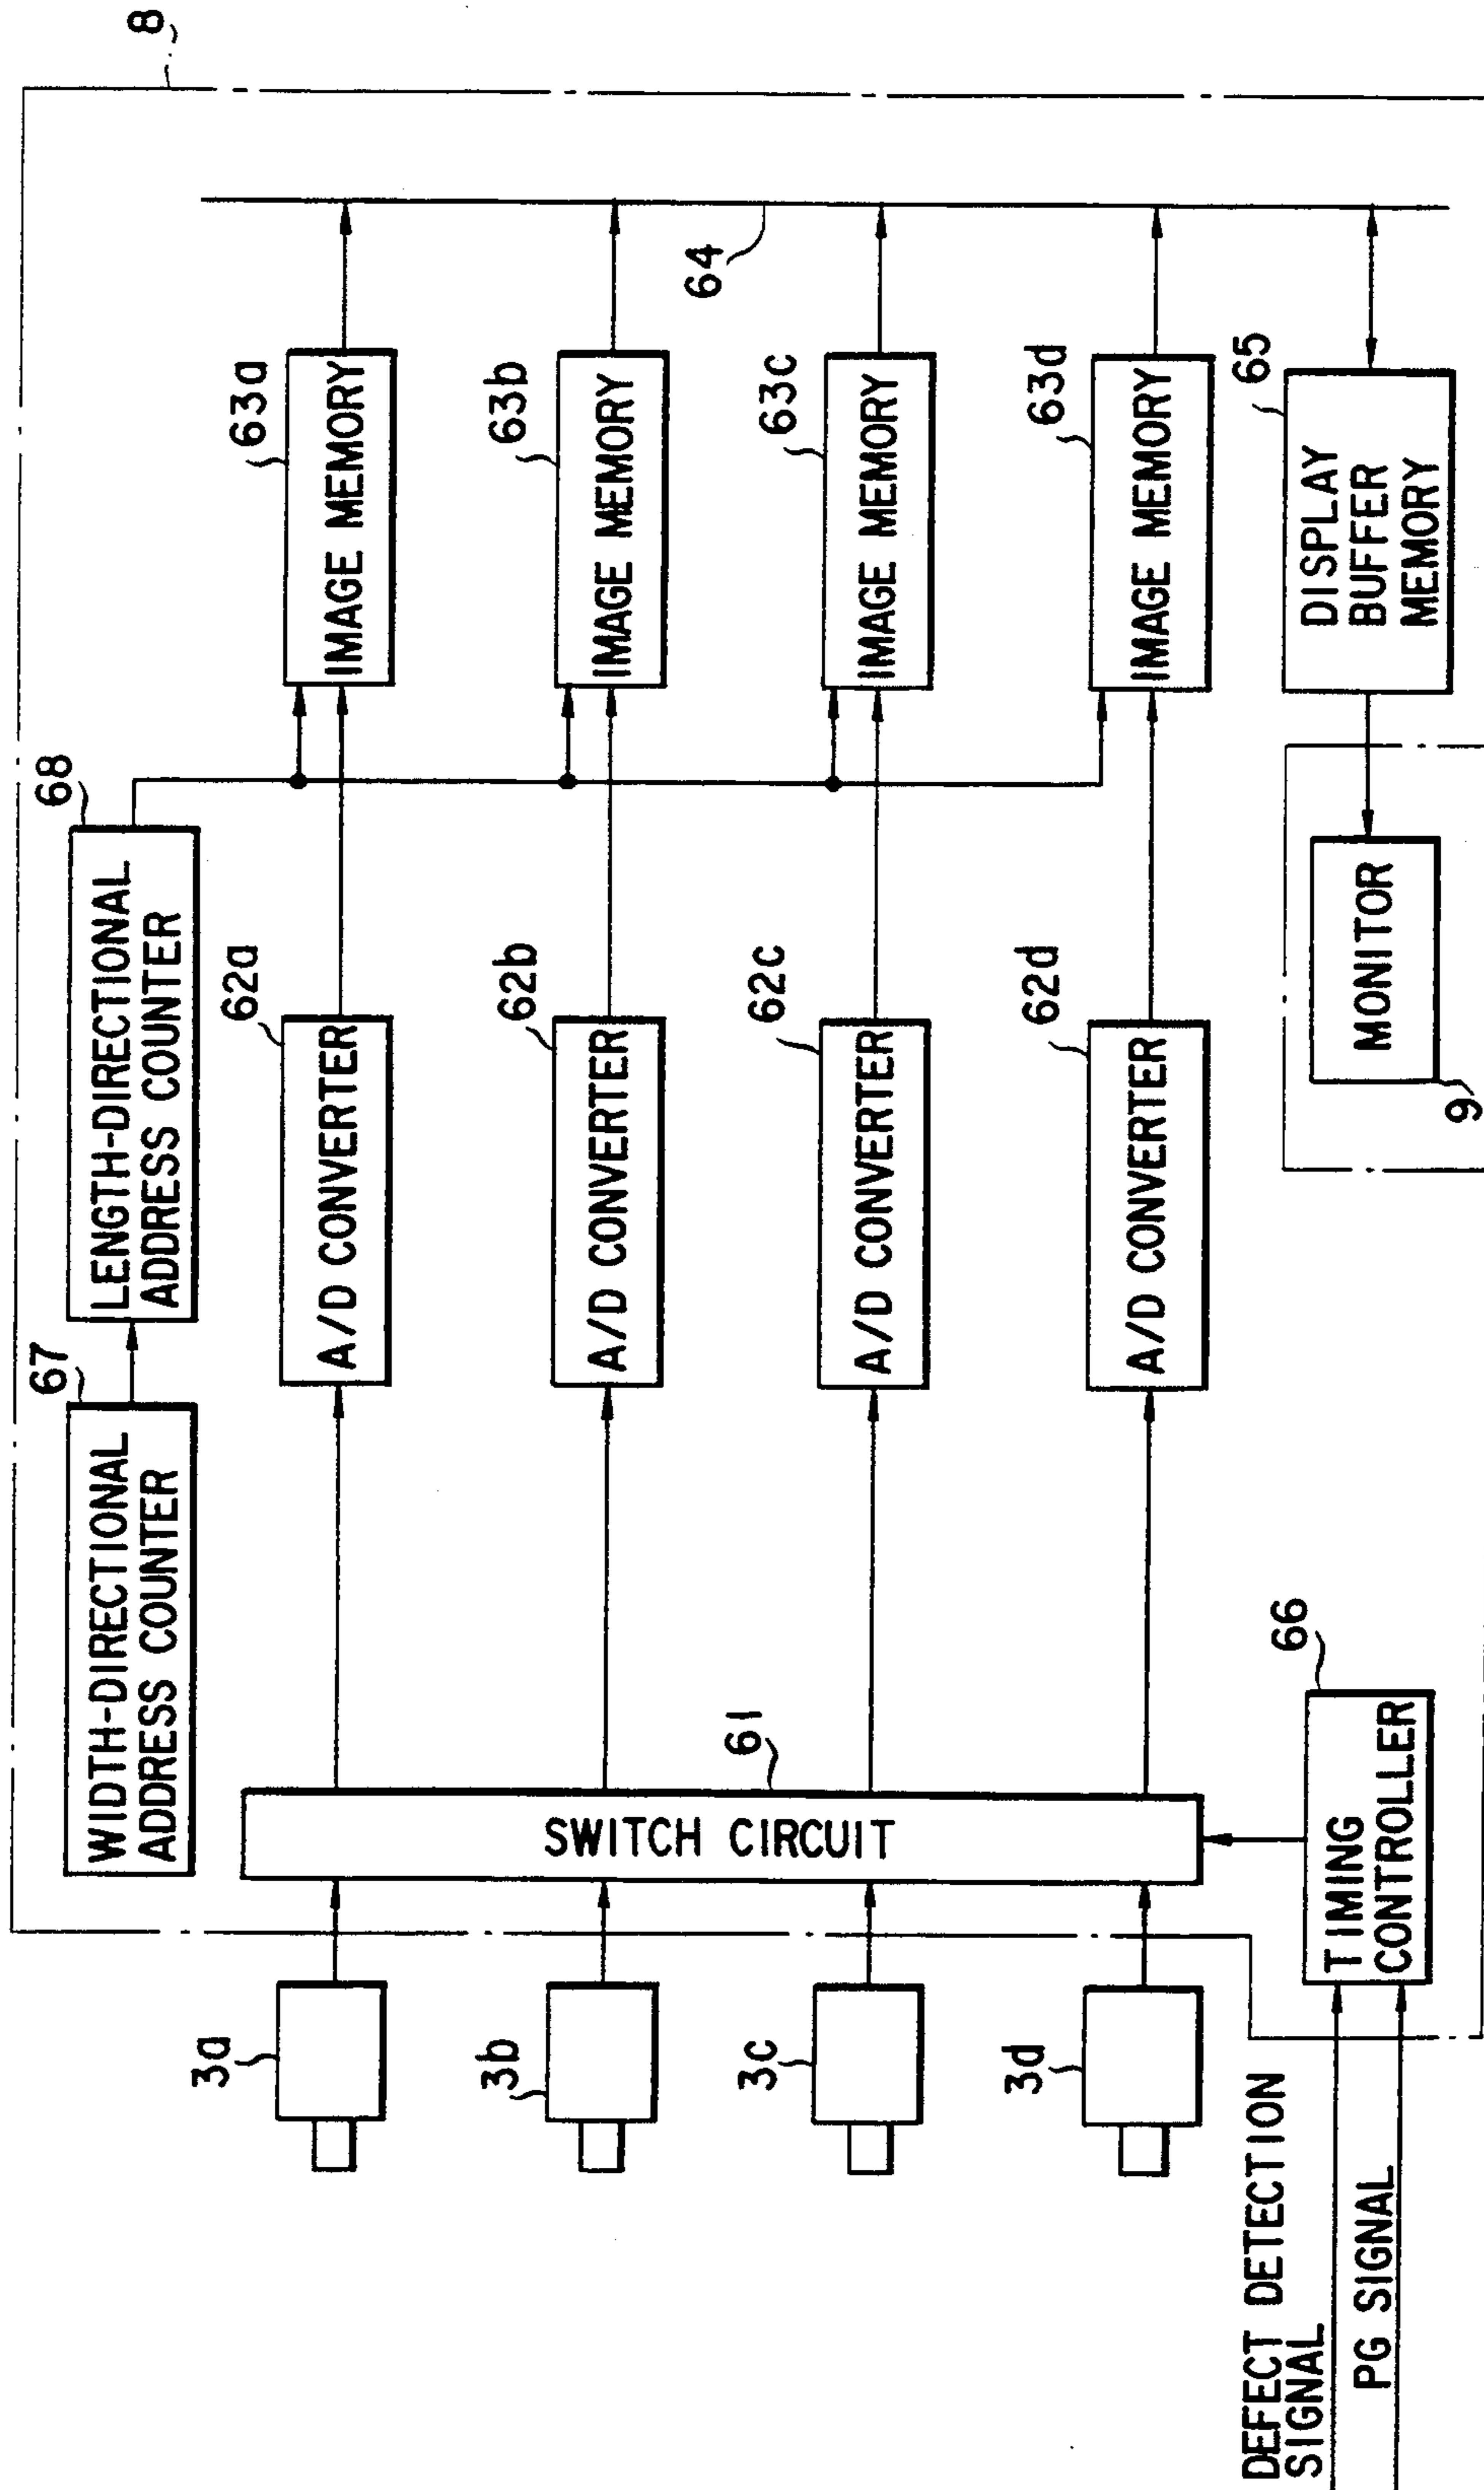 8
67
WIDTH-DIRECTIONAL
ADDRESS COUNTER
68
LENGTH-DIRECTIONAL
ADDRESS COUNTER
3a
61
SWITCH CIRCUIT
62a
A/D CONVERTER
63a
IMAGE MEMORY
3b
62b
A/D CONVERTER
63b
IMAGE MEMORY
64
3c
62c
A/D CONVERTER
63c
IMAGE MEMORY
3d
62d
A/D CONVERTER
63d
IMAGE MEMORY
DEFECT DETECTION
SIGNAL
PG SIGNAL
66
TIMING
CONTROLLER
MONITOR
9
65
DISPLAY
BUFFER
MEMORY